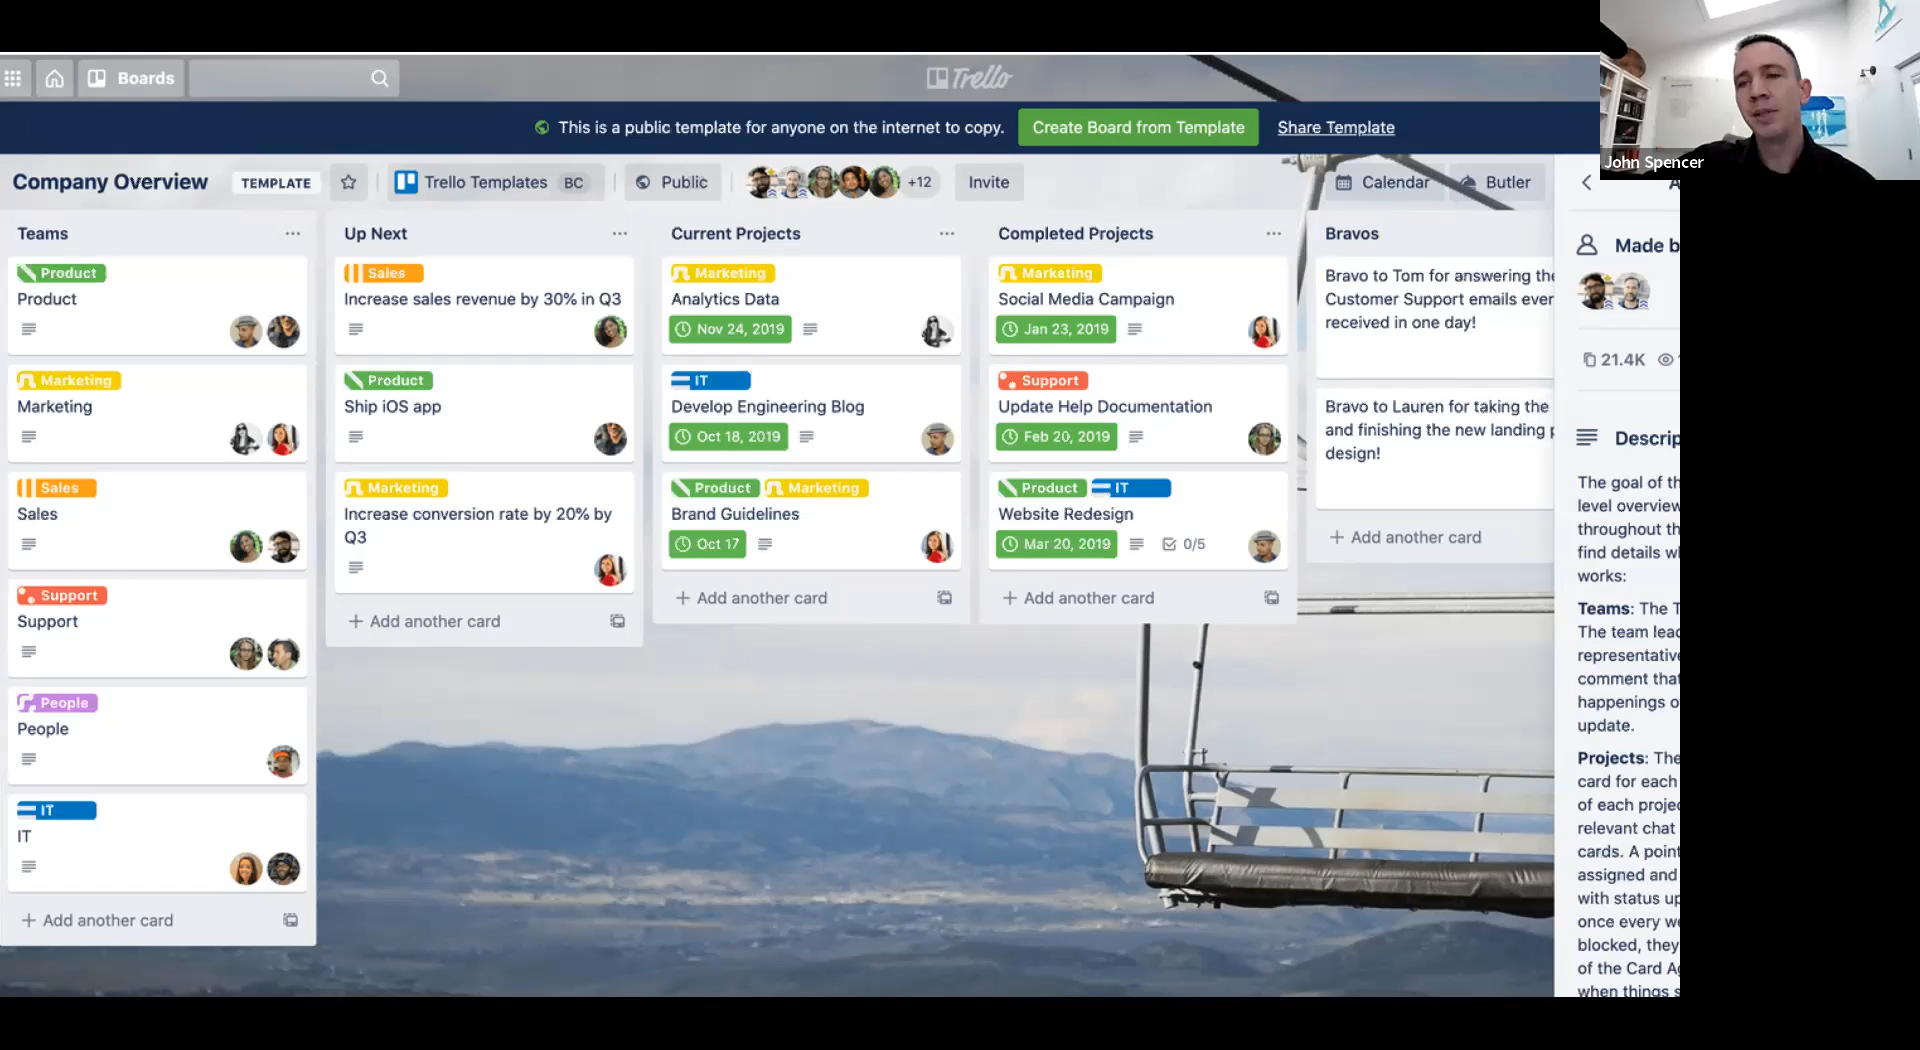 Boards
Trello
This is a public template for anyone on the internet to copy.
Create Board from Template
Share Template
John Spencer
Company Overview
TEMPLATE
Trello Templates
BC
Public
+12
Invite
Calendar
Butler
Teams
Product
Product
Marketing
Marketing
Sales
Sales
Support
Support
People
People
IT
IT
+ Add another card
Up Next
Sales
Increase sales revenue by 30% in Q3
Product
Ship iOS app
Marketing
Increase conversion rate by 20% by
Q3
+ Add another card
Current Projects
Marketing
Analytics Data
Nov 24, 2019
IT
Develop Engineering Blog
Oct 18, 2019
Product Marketing
Brand Guidelines
Oct 17
+ Add another card
Completed Projects
Marketing
Social Media Campaign
Jan 23, 2019
Support
Update Help Documentation
Feb 20, 2019
Product IT
Website Redesign
Mar 20, 2019
0/5
+ Add another card
Bravos
Bravo to Tom for answering the
Customer Support emails ever
received in one day!
Bravo to Lauren for taking the
and finishing the new landing p
design!
+ Add another card
Made b
21.4K
Descrip
The goal of th
level overview
throughout th
find details w
works:
Teams: The T
The team lead
representative
comment that
happenings o
update.
Projects: The
card for each
of each projec
relevant chat
cards. A point
assigned and
with status up
once every we
blocked, they
of the Card Ag
when things s